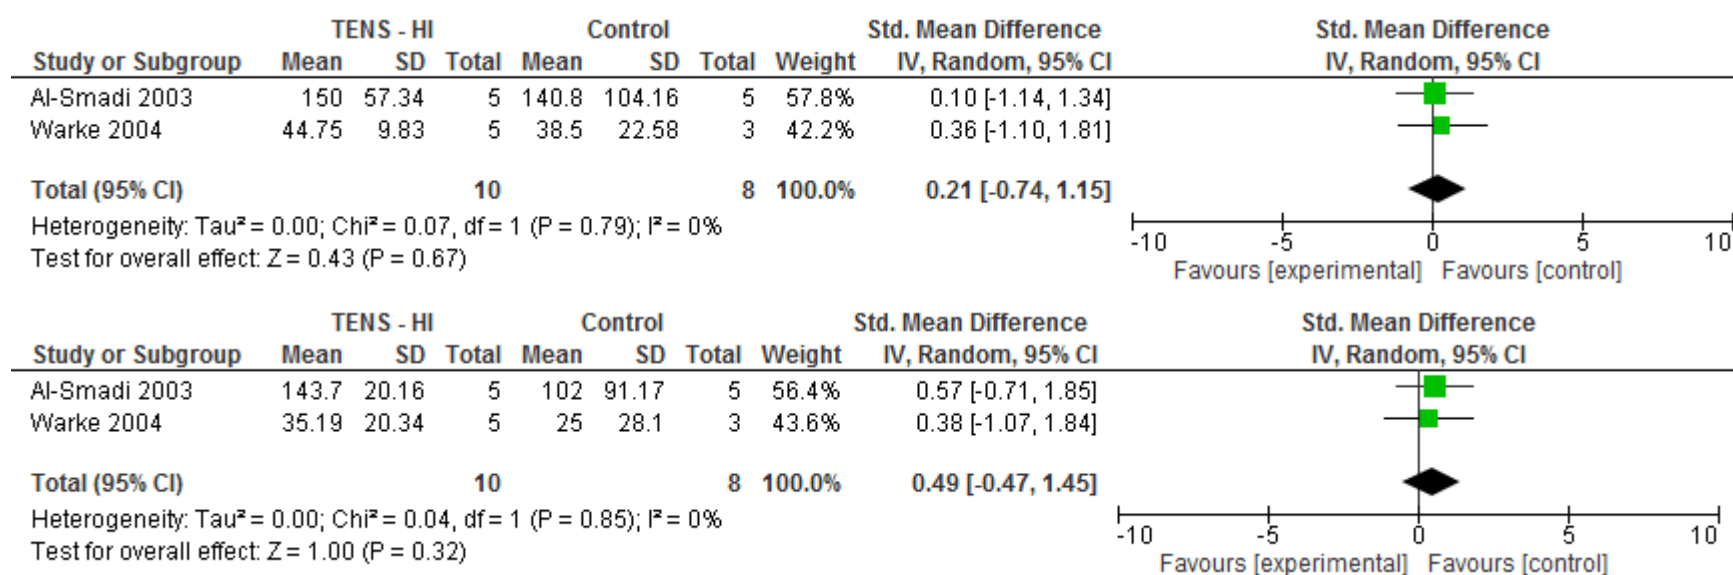 TENS - HI Control Std. Mean Difference Std. Mean Difference
Study or Subgroup Mean SD Total Mean SD Total Weight IV, Random, 95% CI IV, Random, 95% CI
Al-Smadi 2003 150 57.34 5 140.8 104.16 5 57.8% 0.10 [-1.14, 1.34]
Warke 2004 44.75 9.83 5 38.5 22.58 3 42.2% 0.36 [-1.10, 1.81]
Total (95% CI) 10 8 100.0% 0.21 [-0.74, 1.15]
Heterogeneity: Tau² = 0.00; Chi² = 0.07, df = 1 (P = 0.79); I² = 0%
Test for overall effect: Z = 0.43 (P = 0.67)
-10 -5 0 5 10
Favours [experimental] Favours [control]
TENS - HI Control Std. Mean Difference Std. Mean Difference
Study or Subgroup Mean SD Total Mean SD Total Weight IV, Random, 95% CI IV, Random, 95% CI
Al-Smadi 2003 143.7 20.16 5 102 91.17 5 56.4% 0.57 [-0.71, 1.85]
Warke 2004 35.19 20.34 5 25 28.1 3 43.6% 0.38 [-1.07, 1.84]
Total (95% CI) 10 8 100.0% 0.49 [-0.47, 1.45]
Heterogeneity: Tau² = 0.00; Chi² = 0.04, df = 1 (P = 0.85); I² = 0%
Test for overall effect: Z = 1.00 (P = 0.32)
-10 -5 0 5 10
Favours [experimental] Favours [control]